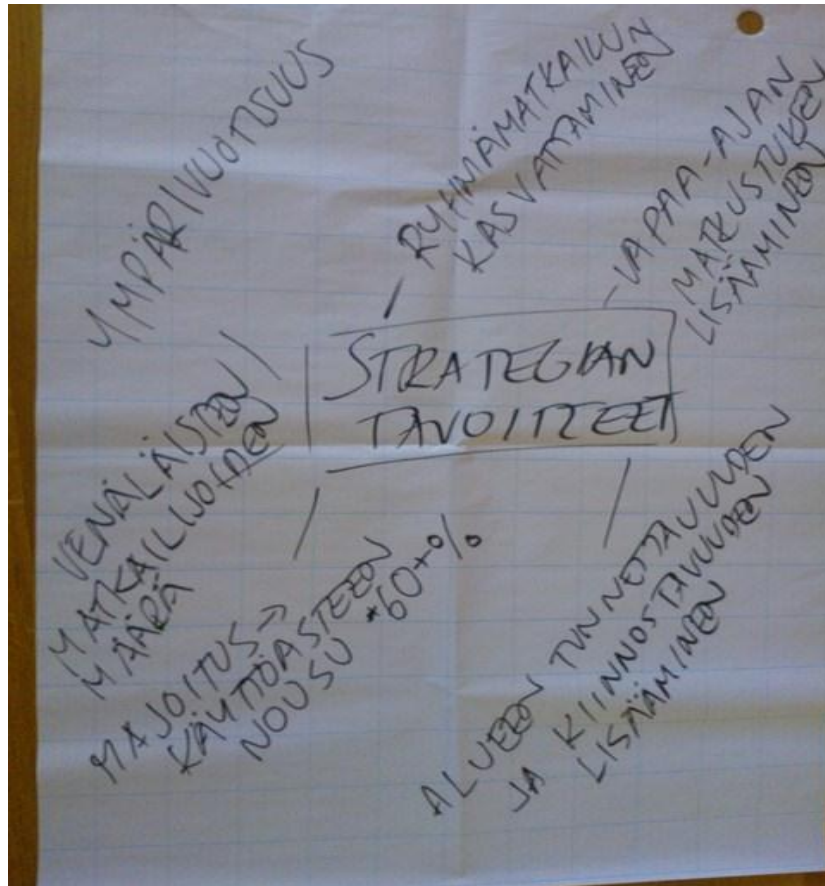 STRATEGIAN
TAVOITTEET
YMPÄRIVUOTISUUS
RYHMÄMATKAILUN
KASVATTAMINEN
- VAPAA-AJAN
MATKUSTUKSEN
LISÄÄMINEN
VENÄLÄISTEN
MATKAILIJOIDEN
MÄÄRÄ
MAJOITUS->
KÄYTTÖASTEEN
NOUSU *60+%
ALUEEN TUNNETTAVUUDEN
JA KIINNOSTAVUUDEN
LISÄÄMINEN